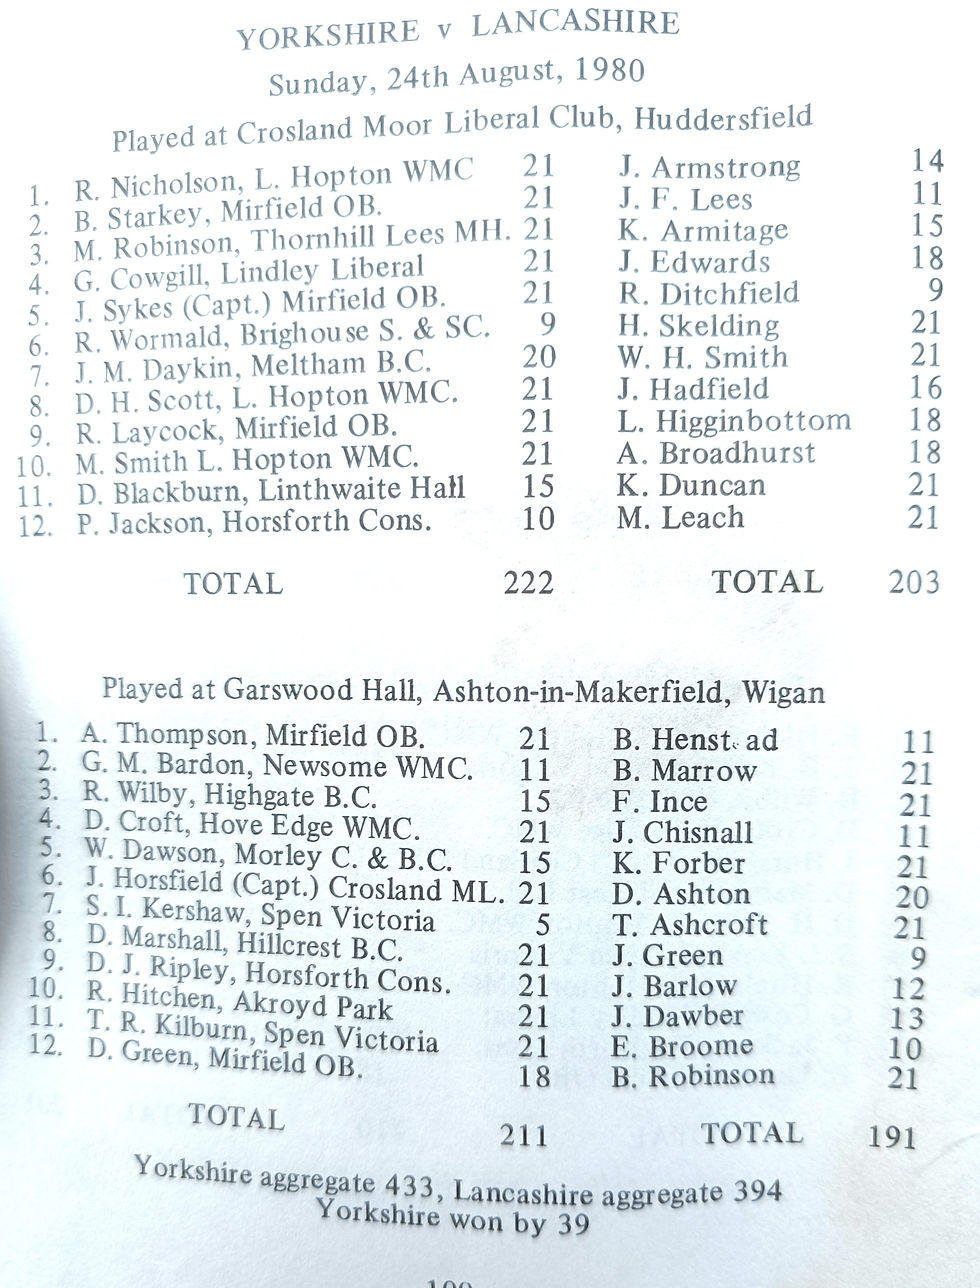 YORKSHIRE v LANCASHIRE
Sunday, 24th August, 1980
Played at Crosland Moor Liberal Club, Huddersfield
1. R. Nicholson, L. Hopton WMC 21 J. Armstrong 14
2. B. Starkey, Mirfield OB. 21 J. F. Lees 11
3. M. Robinson, Thornhill Lees MH. 21 K. Armitage 15
4. G. Cowgill, Lindley Liberal 21 J. Edwards 18
5. J. Sykes (Capt.) Mirfield OB. 21 R. Ditchfield 9
6. R. Wormald, Brighouse S. & SC. 9 H. Skelding 21
7. J. M. Daykin, Meltham B.C. 20 W. H. Smith 21
8. D. H. Scott, L. Hopton WMC. 21 J. Hadfield 16
9. R. Laycock, Mirfield OB. 21 L. Higginbottom 18
10. M. Smith L. Hopton WMC. 21 A. Broadhurst 18
11. D. Blackburn, Linthwaite Hall 15 K. Duncan 21
12. P. Jackson, Horsforth Cons. 10 M. Leach 21
TOTAL 222 TOTAL 203
Played at Garswood Hall, Ashton-in-Makerfield, Wigan
1. A. Thompson, Mirfield OB. 21 B. 11
2. G. M. Bardon, Newsome WMC. 11 B. Marrow 21
3. R. Wilby, Highgate B.C. 15 F. Ince 21
4. D. Croft, Hove Edge WMC. 21 J. Chisnall 11
5. W. Dawson, Morley C. & B.C. 15 K. Forber 21
6. J. Horsfield (Capt.) Crosland ML. 21 D. Ashton 20
7. S. I. Kershaw, Spen Victoria 5 T. Ashcroft 21
8. D. Marshall, Hillcrest B.C. 21 J. Green 9
9. D. J. Ripley, Horsforth Cons. 21 J. Barlow 12
10. R. Hitchen, Akroyd Park 21 J. Dawber 13
11. T. R. Kilburn, Spen Victoria 21 E. Broome 10
12. D. Green, Mirfield OB. 18 B. Robinson 21
TOTAL 211 TOTAL 191
Yorkshire aggregate 433, Lancashire aggregate 394
Yorkshire won by 39